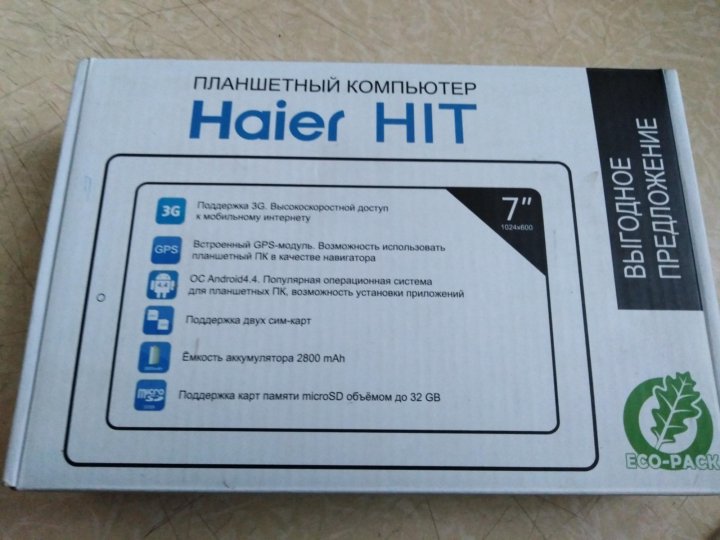 ПЛАНШЕТНЫЙ КОМПЬЮТЕР
Haier HIT
ВЫГОДНОЕ
ПРЕДЛОЖЕНИЕ
7"
1024x600
3G
Поддержка 3G. Высокоскоростной доступ
к мобильному интернету
GPS
Встроенный GPS-модуль. Возможность использовать
планшетный ПК в качестве навигатора
4.4
ОС Android4.4. Популярная операционная система
для планшетных ПК, возможность установки приложений
Поддержка двух сим-карт
Ёмкость аккумулятора 2800 mAh
micro
Поддержка карт памяти microSD объёмом до 32 GB
ECO-PACK